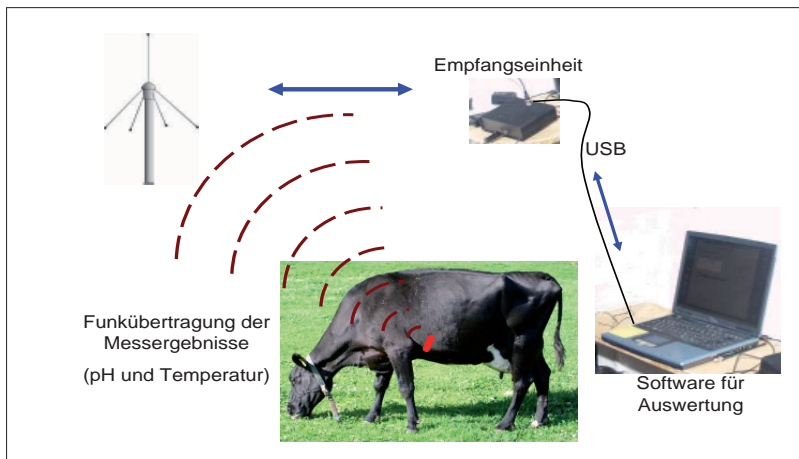 Empfangseinheit
USB
Funkübertragung der
Messergebnisse
(pH und Temperatur)
Software für
Auswertung